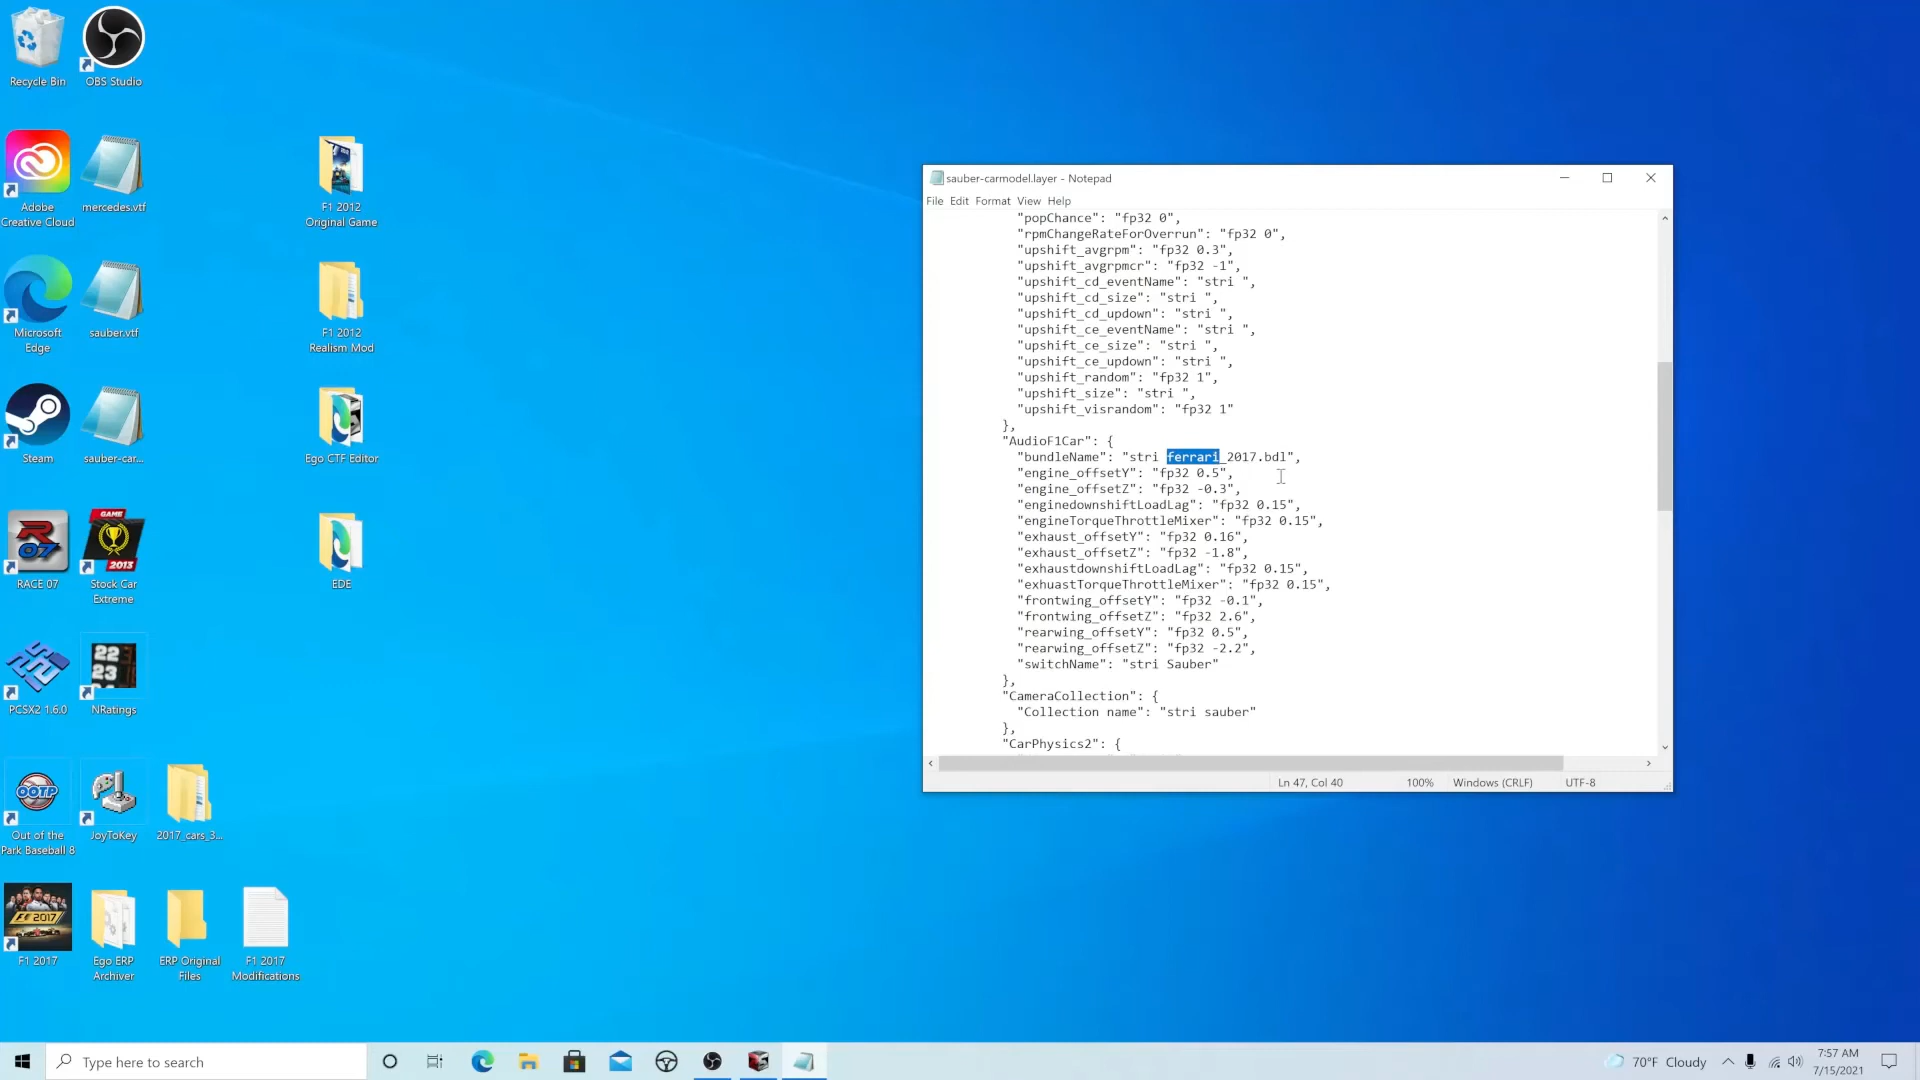 Recycle Bin
OBS Studio
Adobe
Creative Cloud
mercedes.vtf
F1 2012
Original Game
Microsoft
Edge
sauber.vtf
F1 2012
Realism Mod
Steam
sauber-car...
Ego CTF Editor
RACE 07
GAME
2013
Stock Car
Extreme
EDE
PCSX2 1.6.0
22
23
NRatings
OOTP
Out of the
Park Baseball 8
JoyToKey
2017_cars_3...
F1 2017
Ego ERP
Archiver
ERP Original
Files
F1 2017
Modifications
sauber-carmodel.layer - Notepad
File Edit Format View Help
"popChance": "fp32 0",
"rpmChangeRateForOverrun": "fp32 0",
"upshift_avgrpm": "fp32 0.3",
"upshift_avgrpmcr": "fp32 -1",
"upshift_cd_eventName": "stri ",
"upshift_cd_size": "stri ",
"upshift_cd_updown": "stri ",
"upshift_ce_eventName": "stri ",
"upshift_ce_size": "stri ",
"upshift_ce_updown": "stri ",
"upshift_random": "fp32 1",
"upshift_size": "stri ",
"upshift_visrandom": "fp32 1"
},
"AudioF1Car": {
"bundleName": "stri ferrari_2017.bdl",
"engine_offsetY": "fp32 0.5",
"engine_offsetZ": "fp32 -0.3",
"enginedownshiftLoadLag": "fp32 0.15",
"engineTorqueThrottleMixer": "fp32 0.15",
"exhaust_offsetY": "fp32 0.16",
"exhaust_offsetZ": "fp32 -1.8",
"exhaustdownshiftLoadLag": "fp32 0.15",
"exhuastTorqueThrottleMixer": "fp32 0.15",
"frontwing_offsetY": "fp32 -0.1",
"frontwing_offsetZ": "fp32 2.6",
"rearwing_offsetY": "fp32 0.5",
"rearwing_offsetZ": "fp32 -2.2",
"switchName": "stri Sauber"
},
"CameraCollection": {
"Collection name": "stri sauber"
},
"CarPhysics2": {
Ln 47, Col 40 100% Windows (CRLF) UTF-8
Type here to search
70°F Cloudy
7:57 AM
7/15/2021